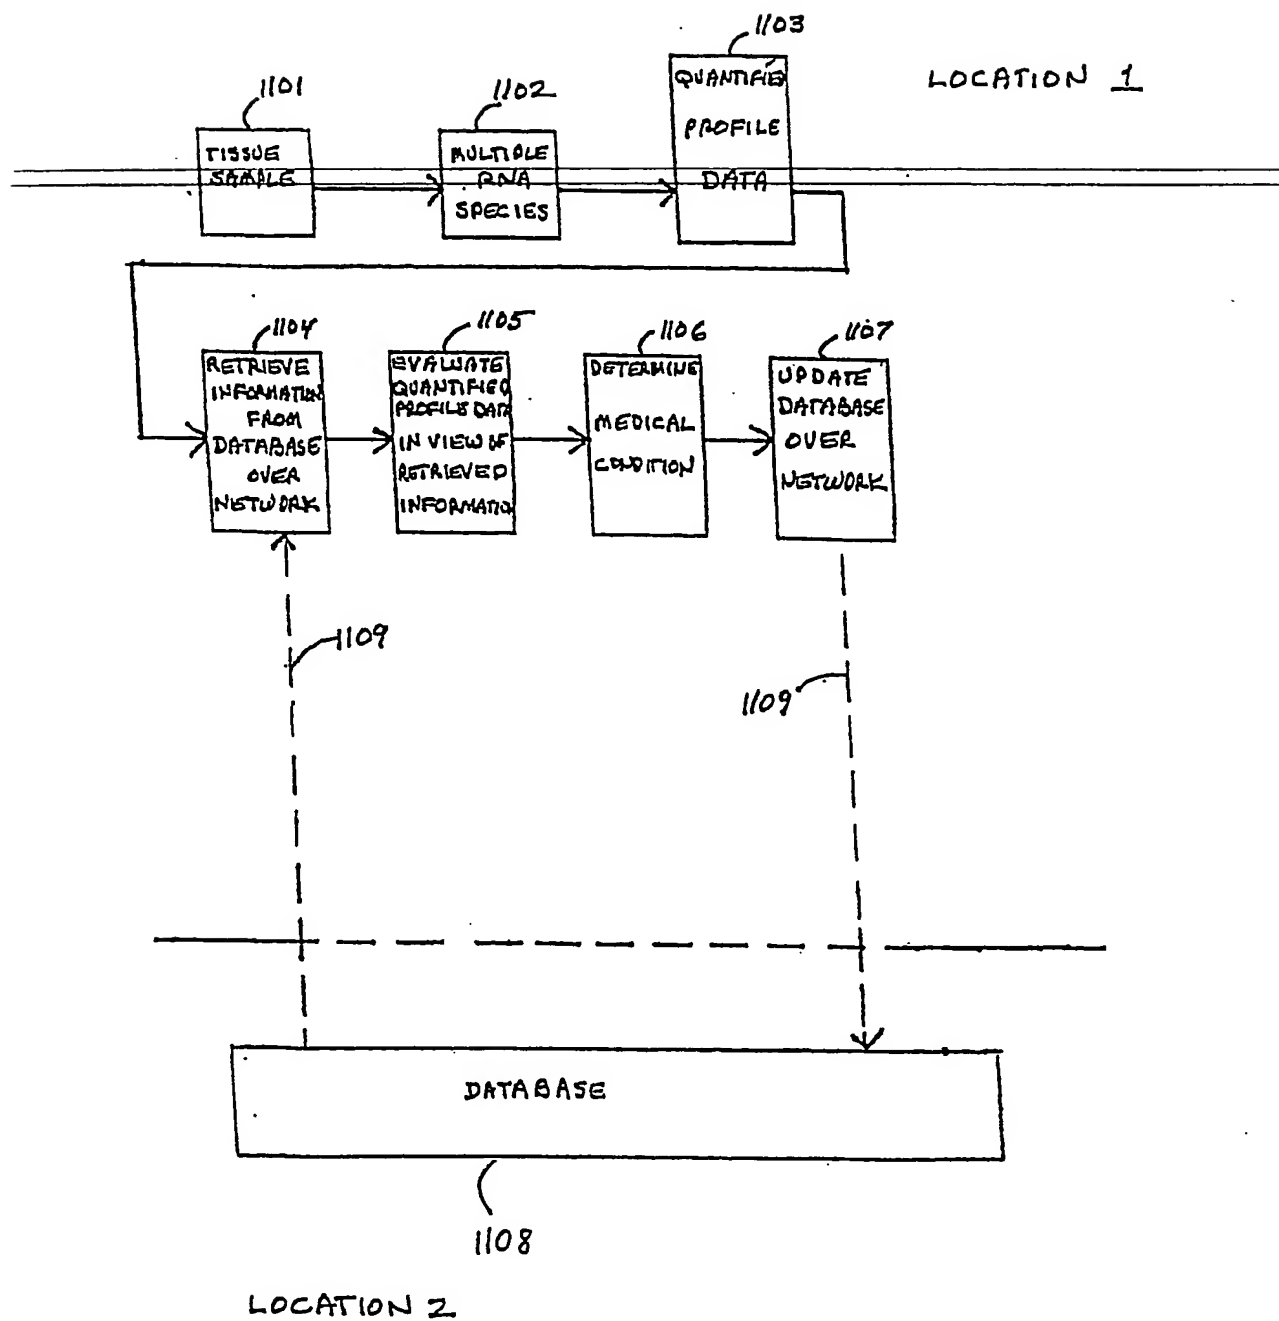 1103
LOCATION 1
1101
1102
QUANTIFIED
PROFILE
DATA
TISSUE
SAMPLE
MULTIPLE
RNA
SPECIES
1104
1105
1106
1107
RETRIEVE
INFORMATION
FROM
DATABASE
OVER
NETWORK
EVALUATE
QUANTIFIED
PROFILE DATA
IN VIEW OF
RETRIEVED
INFORMATIO
DETERMINE
MEDICAL
CONDITION
UPDATE
DATABASE
OVER
NETWORK
1109
1109
DATABASE
1108
LOCATION 2